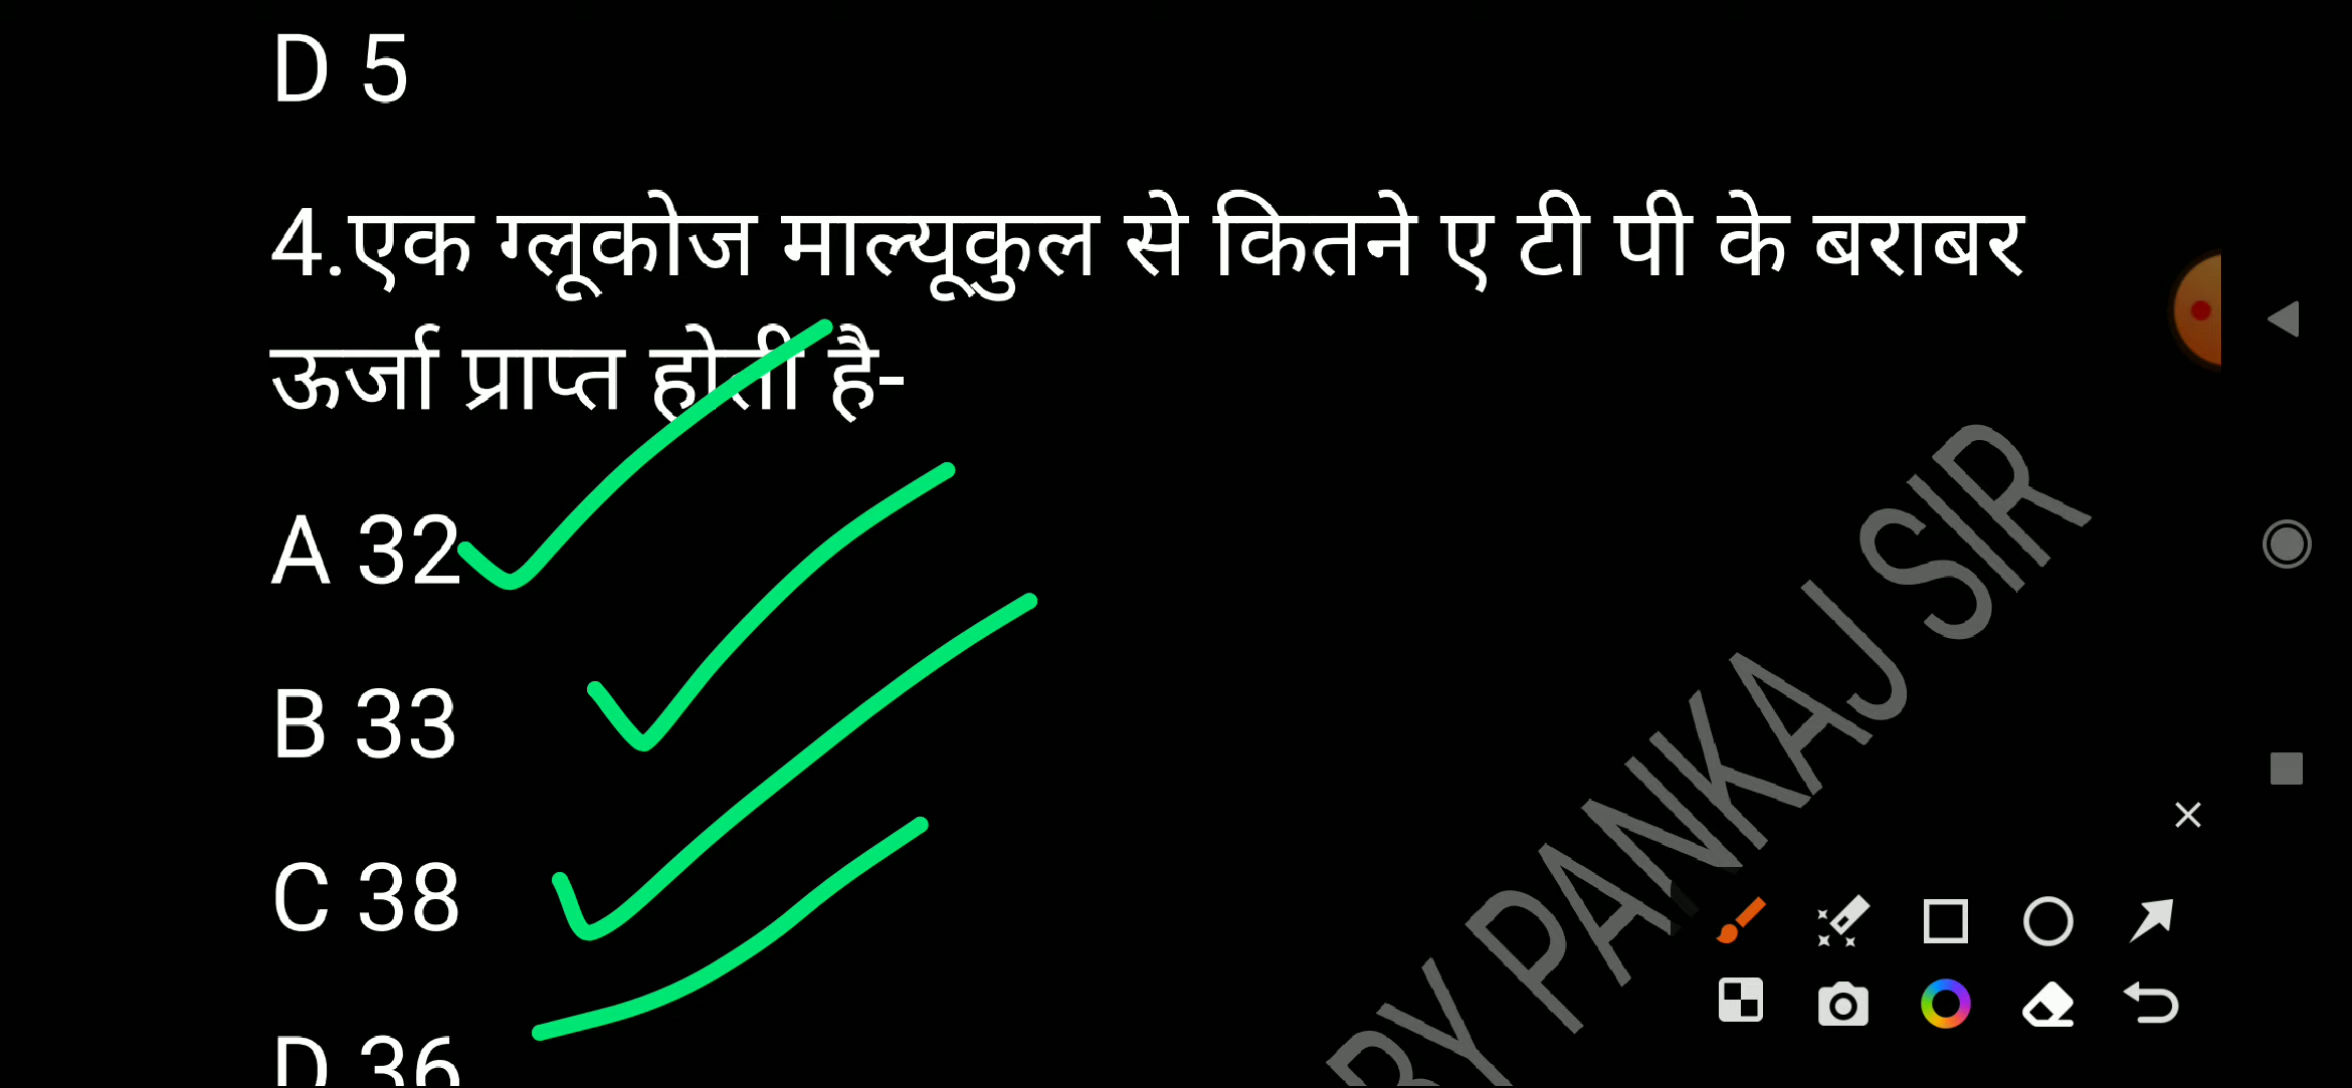 D 5
4.एक ग्लूकोज माल्यूकुल से कितने ए टी पी के बराबर
ऊर्जा प्राप्त होती है-
A 32
B 33
C 38
D 36
BY PANKAJ SIR